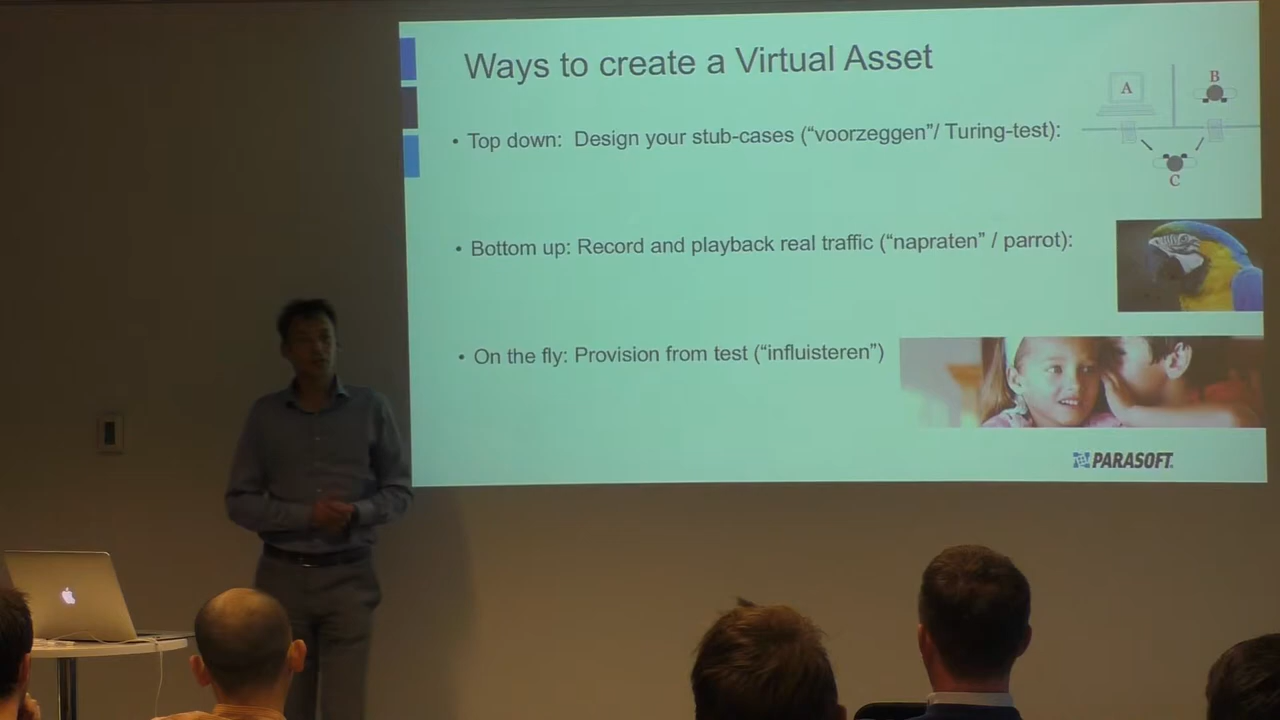 Ways to create a Virtual Asset
• Top down: Design your stub-cases (“voorzeggen”/ Turing-test):
A
B
C
• Bottom up: Record and playback real traffic (“napraten” / parrot):
• On the fly: Provision from test (“influisteren”)
PARASOFT.